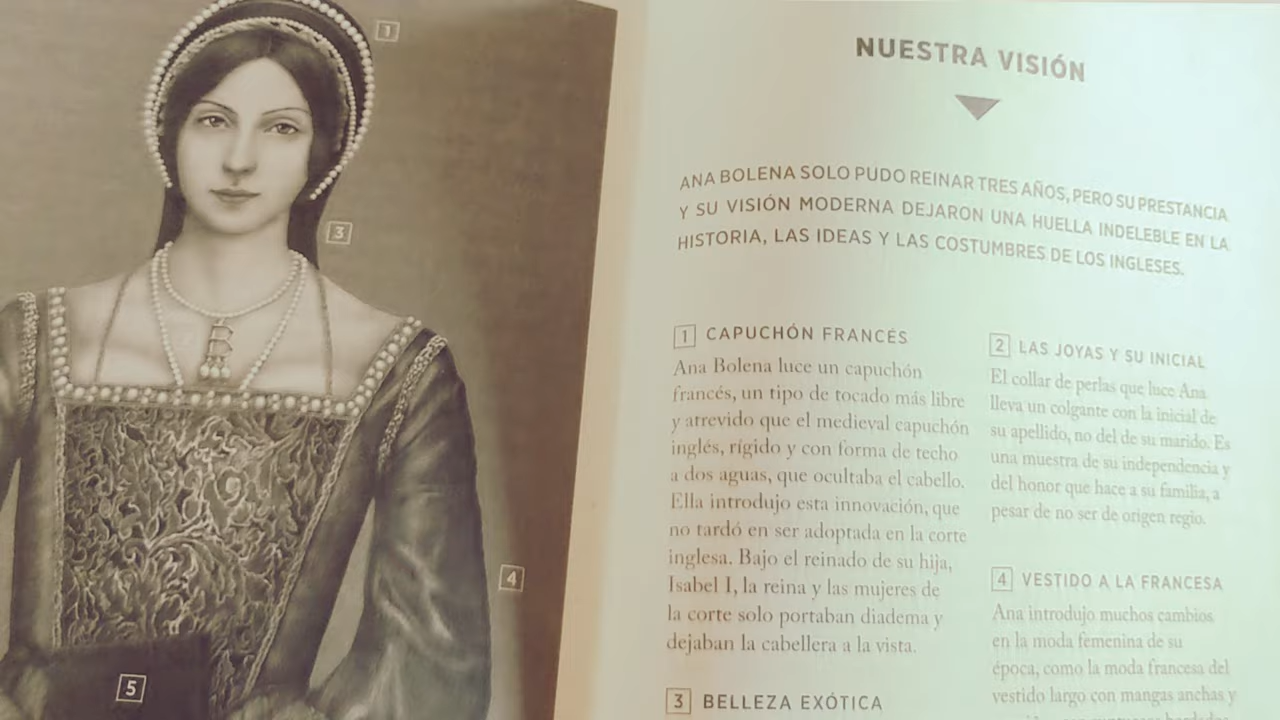 1
3
4
5
B
NUESTRA VISIÓN
ANA BOLENA SOLO PUDO REINAR TRES AÑOS, PERO SU PRESTANCIA
Y SU VISIÓN MODERNA DEJARON UNA HUELLA INDELEBLE EN LA
HISTORIA, LAS IDEAS Y LAS COSTUMBRES DE LOS INGLESES.
1 CAPUCHÓN FRANCÉS
Ana Bolena luce un capuchón
francés, un tipo de tocado más libre
y atrevido que el medieval capuchón
inglés, rígido y con forma de techo
a dos aguas, que ocultaba el cabello.
Ella introdujo esta innovación, que
no tardó en ser adoptada en la corte
inglesa. Bajo el reinado de su hija,
Isabel I, la reina y las mujeres de
la corte solo portaban diadema y
dejaban la cabellera a la vista.
3 BELLEZA EXÓTICA
2 LAS JOYAS Y SU INICIAL
El collar de perlas que luce Ana
lleva un colgante con la inicial de
su apellido, no del de su marido. Es
una muestra de su independencia y
del honor que hace a su familia, a
pesar de no ser de origen regio.
4 VESTIDO A LA FRANCESA
Ana introdujo muchos cambios
en la moda femenina de su
época, como la moda francesa del
vestido largo con mangas anchas y